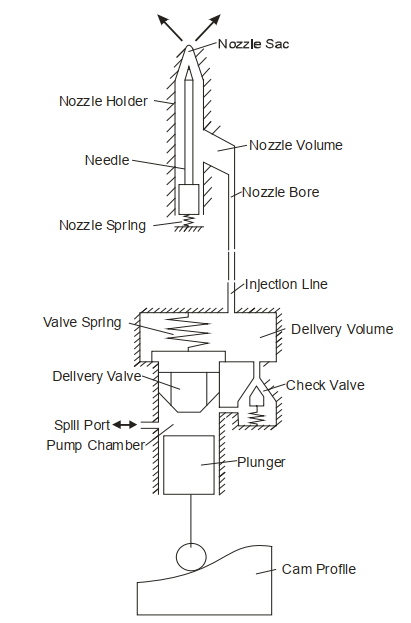 Nozzle Sac
Nozzle Holder
Nozzle Volume
Needle
Nozzle Bore
Nozzle Spring
Injection Line
Valve Spring
Delivery Volume
Delivery Valve
Check Valve
Spill Port
Pump Chamber
Plunger
Cam Profile